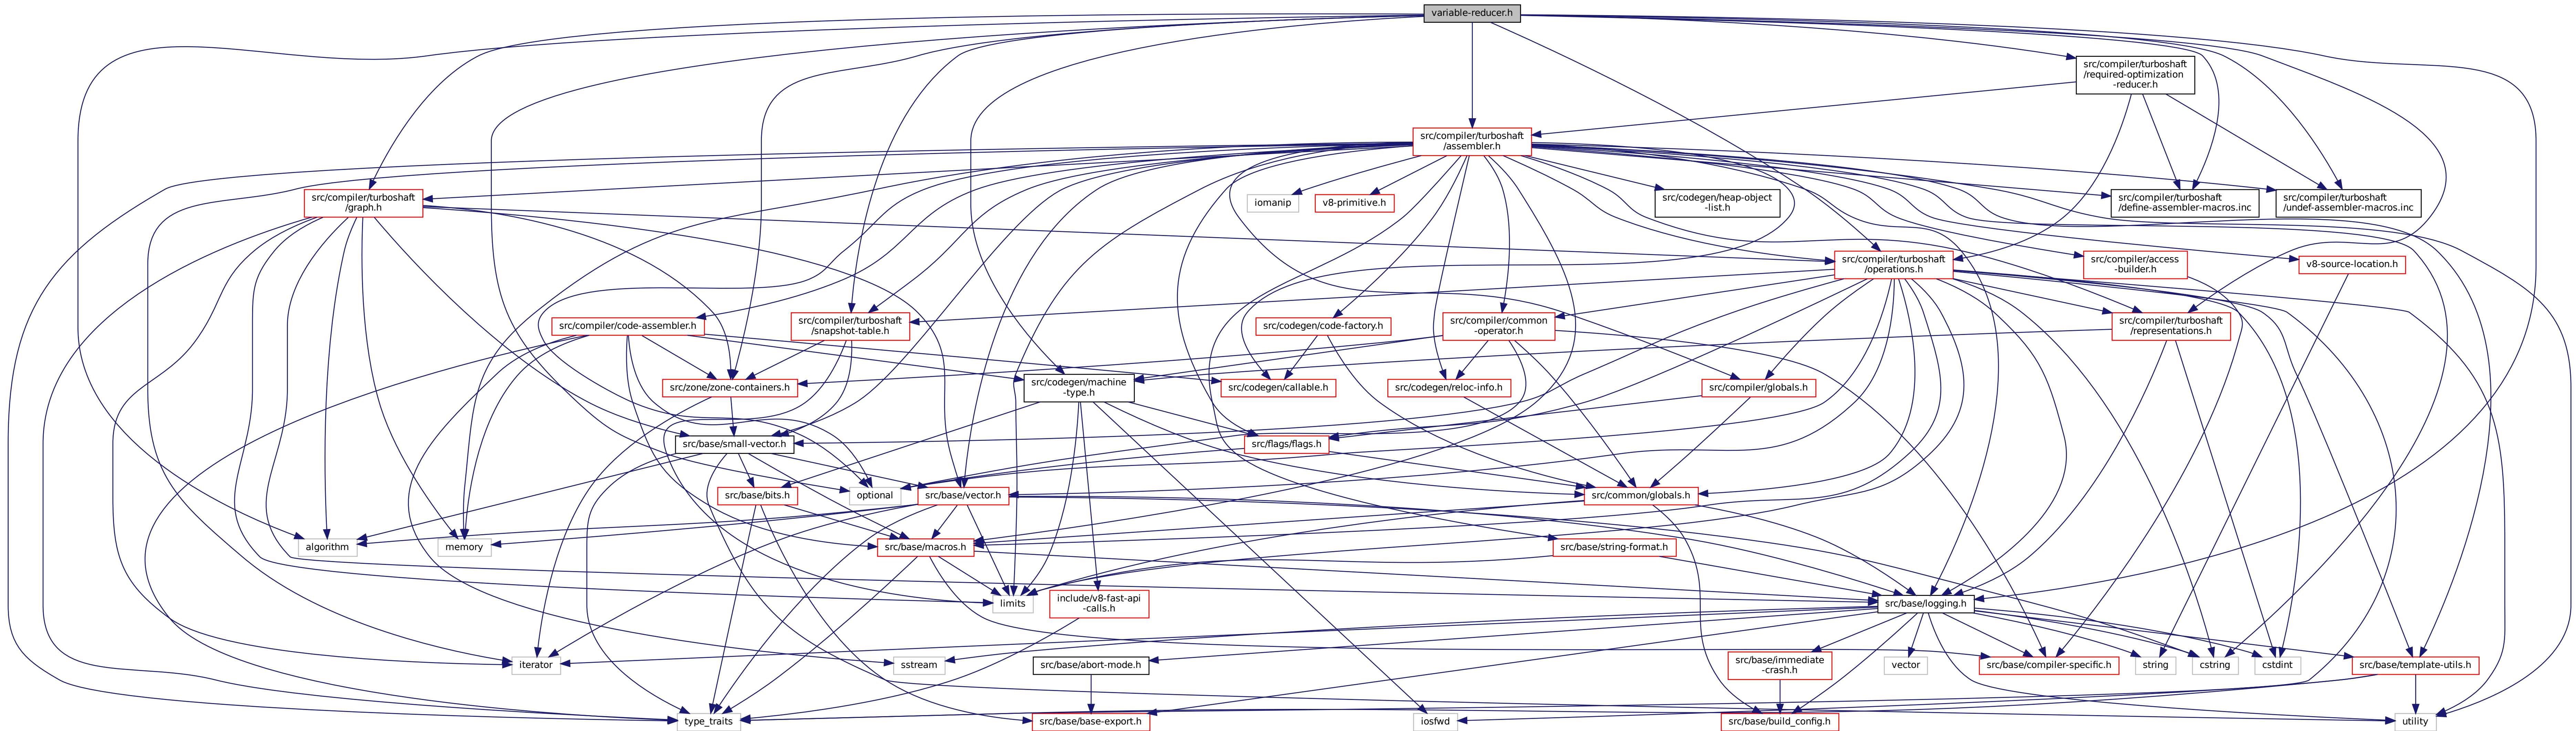 variable-reducer.h
src/compiler/turboshaft
/required-optimization
-reducer.h
src/compiler/turboshaft
/assembler.h
src/compiler/turboshaft
/graph.h
iomanip
v8-primitive.h
src/codegen/heap-object
-list.h
src/compiler/turboshaft
/define-assembler-macros.inc
src/compiler/turboshaft
/undef-assembler-macros.inc
src/compiler/turboshaft
/operations.h
src/compiler/access
-builder.h
v8-source-location.h
src/compiler/code-assembler.h
src/compiler/turboshaft
/snapshot-table.h
src/codegen/code-factory.h
src/compiler/common
-operator.h
src/compiler/turboshaft
/representations.h
src/zone/zone-containers.h
src/codegen/machine
-type.h
src/codegen/callable.h
src/codegen/reloc-info.h
src/compiler/globals.h
src/base/small-vector.h
src/flags/flags.h
src/base/bits.h
optional
src/base/vector.h
src/common/globals.h
algorithm
memory
src/base/macros.h
src/base/string-format.h
limits
include/v8-fast-api
-calls.h
src/base/logging.h
iterator
sstream
src/base/abort-mode.h
src/base/immediate
-crash.h
vector
src/base/compiler-specific.h
string
cstring
cstdint
src/base/template-utils.h
type_traits
src/base/base-export.h
iosfwd
src/base/build_config.h
utility